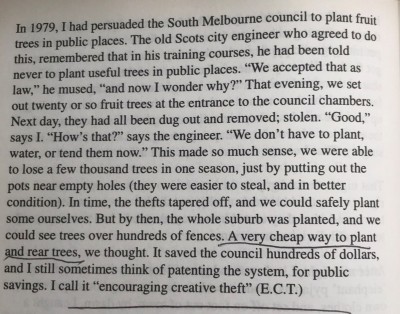 In 1979, I had persuaded the South Melbourne council to plant fruit
trees in public places. The old Scots city engineer who agreed to do
this, remembered that in his training courses, he had been told
never to plant useful trees in public places. “We accepted that as
law,” he mused, “and now I wonder why?” That evening, we set
out twenty or so fruit trees at the entrance to the council chambers.
Next day, they had all been dug out and removed; stolen. “Good,”
says I. “How's that?” says the engineer. “We don't have to plant,
water, or tend them now.” This made so much sense, we were able
to lose a few thousand trees in one season, just by putting out the
pots near empty holes (they were easier to steal, and in better
condition). In time, the thefts tapered off, and we could safely plant
some ourselves. But by then, the whole suburb was planted, and we
could see trees over hundreds of fences. A very cheap way to plant
and rear trees, we thought. It saved the council hundreds of dollars,
and I still sometimes think of patenting the system, for public
savings. I call it “encouraging creative theft” (E.C.T.)